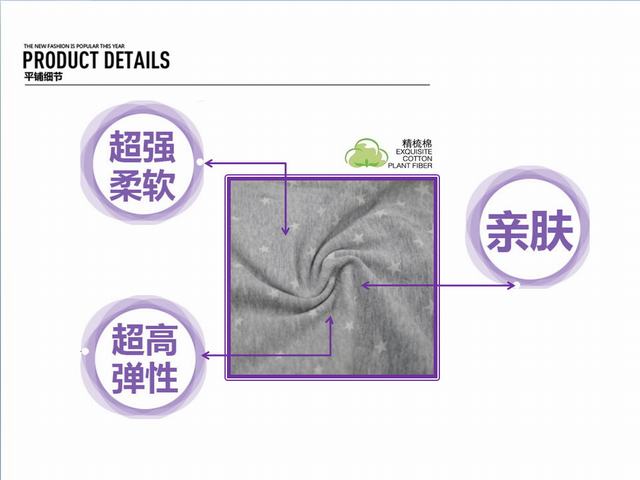 THE NEW FASHION IS POPULAR THIS YEAR
PRODUCT DETAILS
平铺细节
超强
柔软
精梳棉
EXQUISITE
COTTON
PLANT FIBER
亲肤
超高
弹性